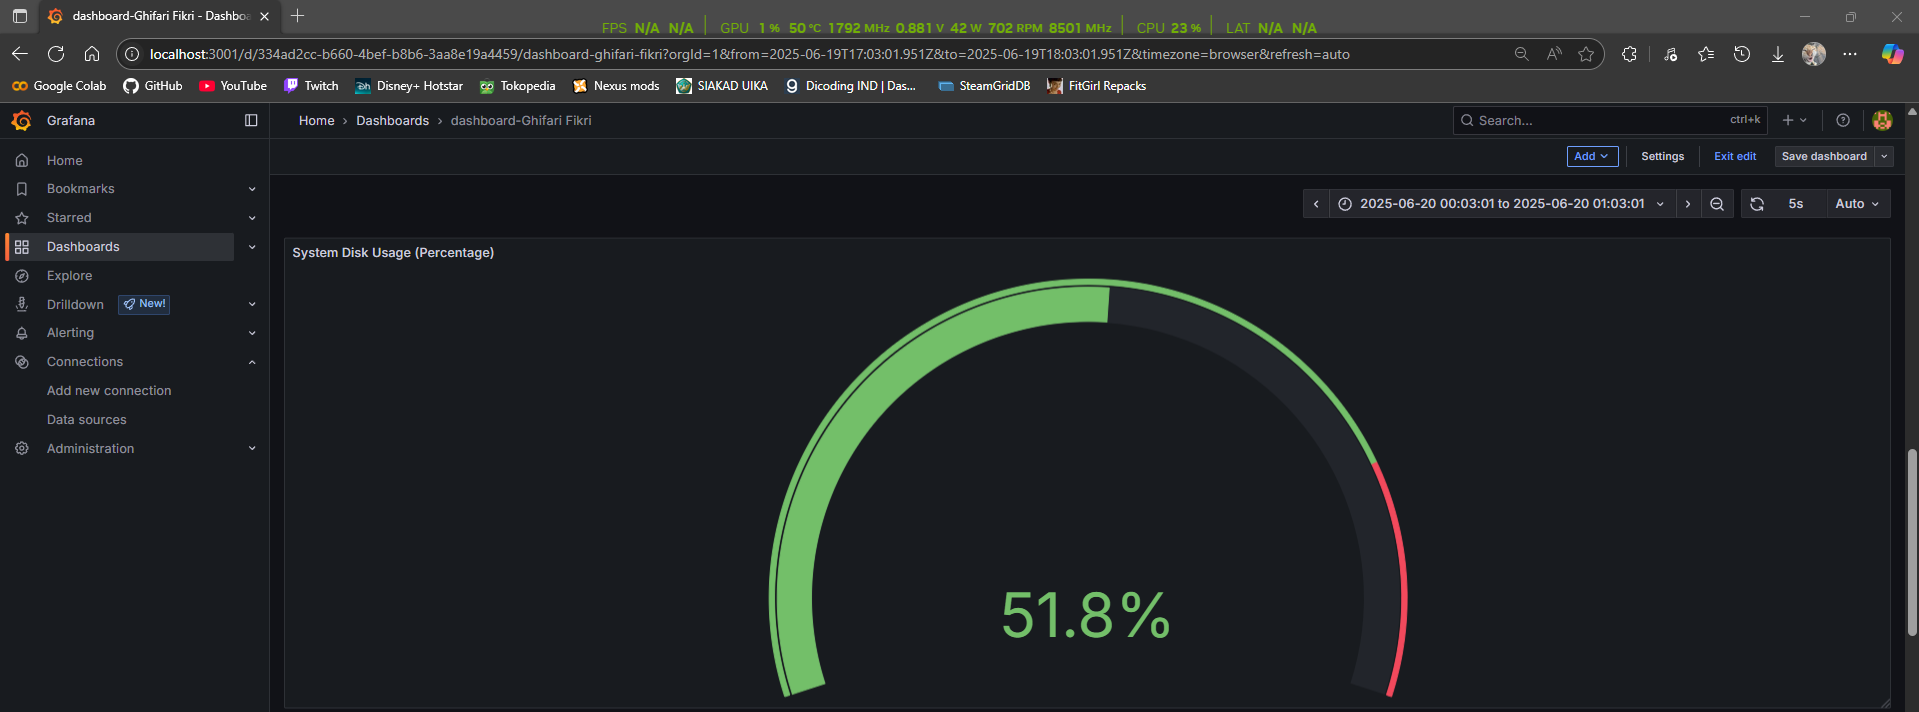 dashboard-Ghifari Fikri - Dashboa
FPS N/A N/A GPU 1 % 50 °C 1792 MHz 0.881 V 42 W 702 RPM 8501 MHz CPU 23 % LAT N/A N/A
localhost:3001/d/334ad2cc-b660-4bef-b8b6-3aa8e19a4459/dashboard-ghifari-fikri?orgId=1&from=2025-06-19T17:03:01.951Z&to=2025-06-19T18:03:01.951Z&timezone=browser&refresh=auto
Google Colab GitHub YouTube Twitch Disney+ Hotstar Tokopedia Nexus mods SIAKAD UIKA Dicoding IND | Das... SteamGridDB FitGirl Repacks
Grafana
Home › Dashboards › dashboard-Ghifari Fikri
Search... ctrl+k
Add Settings Exit edit Save dashboard
2025-06-20 00:03:01 to 2025-06-20 01:03:01 5s Auto
Home
Bookmarks
Starred
Dashboards
Explore
Drilldown New!
Alerting
Connections
Add new connection
Data sources
Administration
System Disk Usage (Percentage)
51.8%